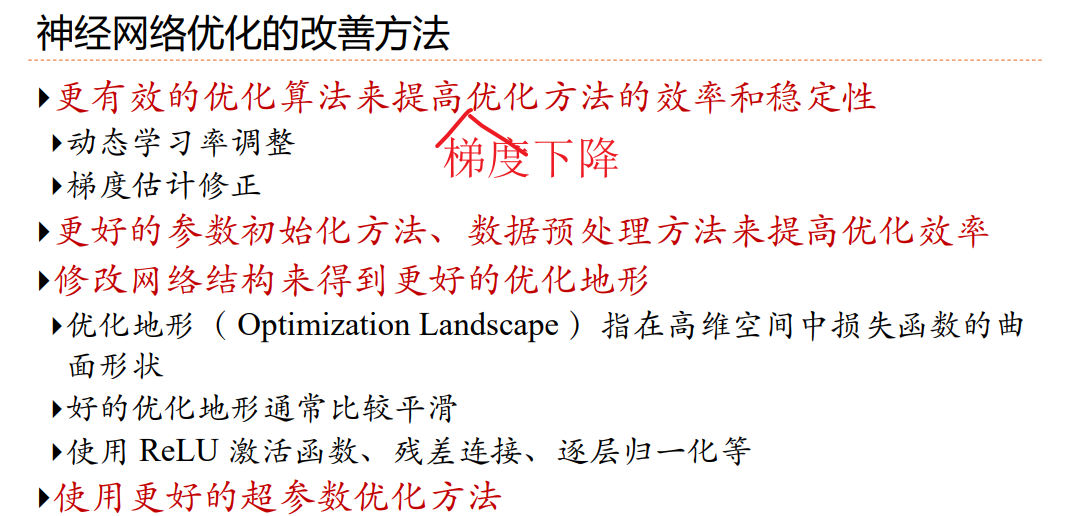 神经网络优化的改善方法
更有效的优化算法来提高优化方法的效率和稳定性
动态学习率调整
梯度下降
梯度估计修正
更好的参数初始化方法、数据预处理方法来提高优化效率
修改网络结构来得到更好的优化地形
优化地形（Optimization Landscape）指在高维空间中损失函数的曲
面形状
好的优化地形通常比较平滑
使用 ReLU 激活函数、残差连接、逐层归一化等
使用更好的超参数优化方法